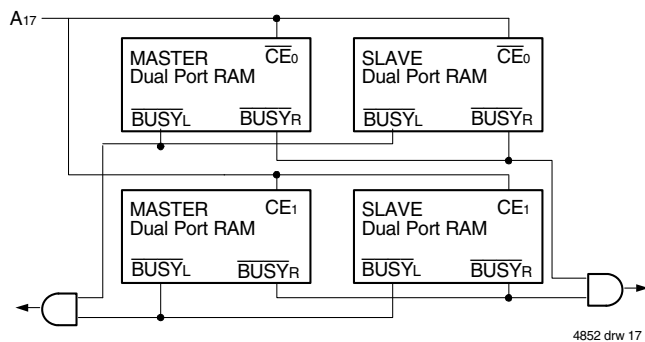 A17
MASTER CE0
Dual Port RAM
BUSYL BUSYR
SLAVE CE0
Dual Port RAM
BUSYL BUSYR
MASTER CE1
Dual Port RAM
BUSYL BUSYR
SLAVE CE1
Dual Port RAM
BUSYL BUSYR
4852 drw 17